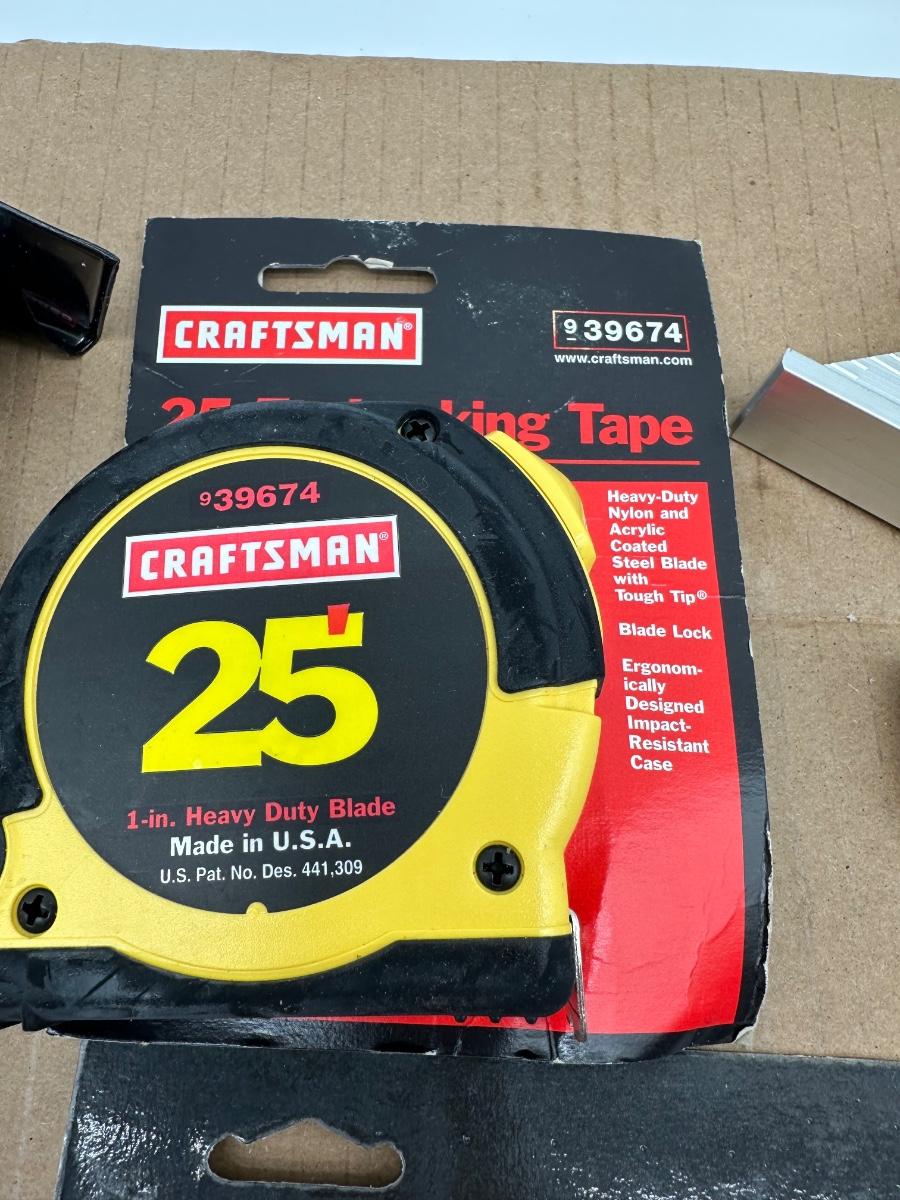 CRAFTSMAN®
9 39674
www.craftsman.com
Tape
Heavy-Duty
Nylon and
Acrylic
Coated
Steel Blade
with
Tough Tip®
Blade Lock
Ergonom-
ically
Designed
Impact-
Resistant
Case
939674
CRAFTSMAN®
25'
1-in. Heavy Duty Blade
Made in U.S.A.
U.S. Pat. No. Des. 441,309